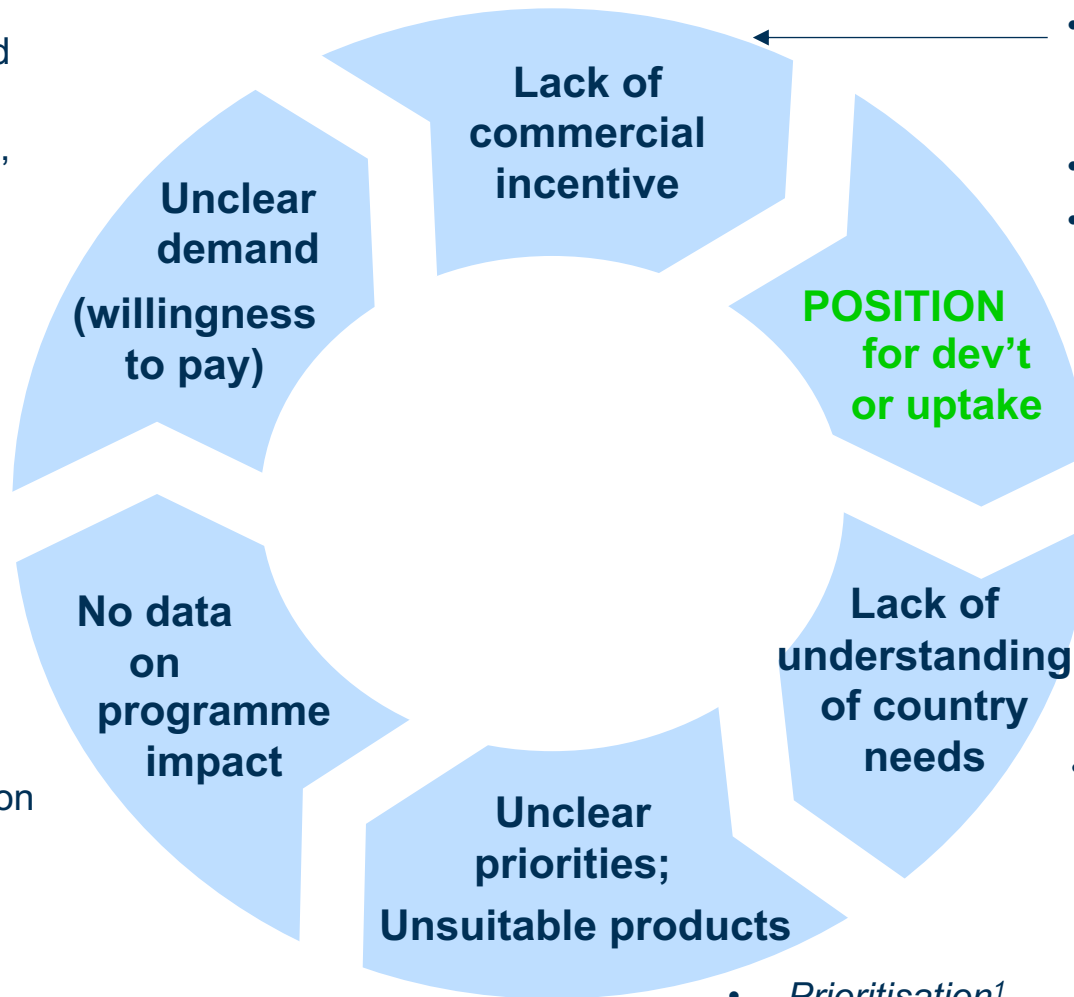 Lack of
commercial
incentive
POSITION
for dev’t
or uptake
Lack of
understanding
of country
needs
Unclear
priorities;
Unsuitable products
No data
on
programme
impact
Unclear
demand
(willingness
to pay)
• Prioritisation¹